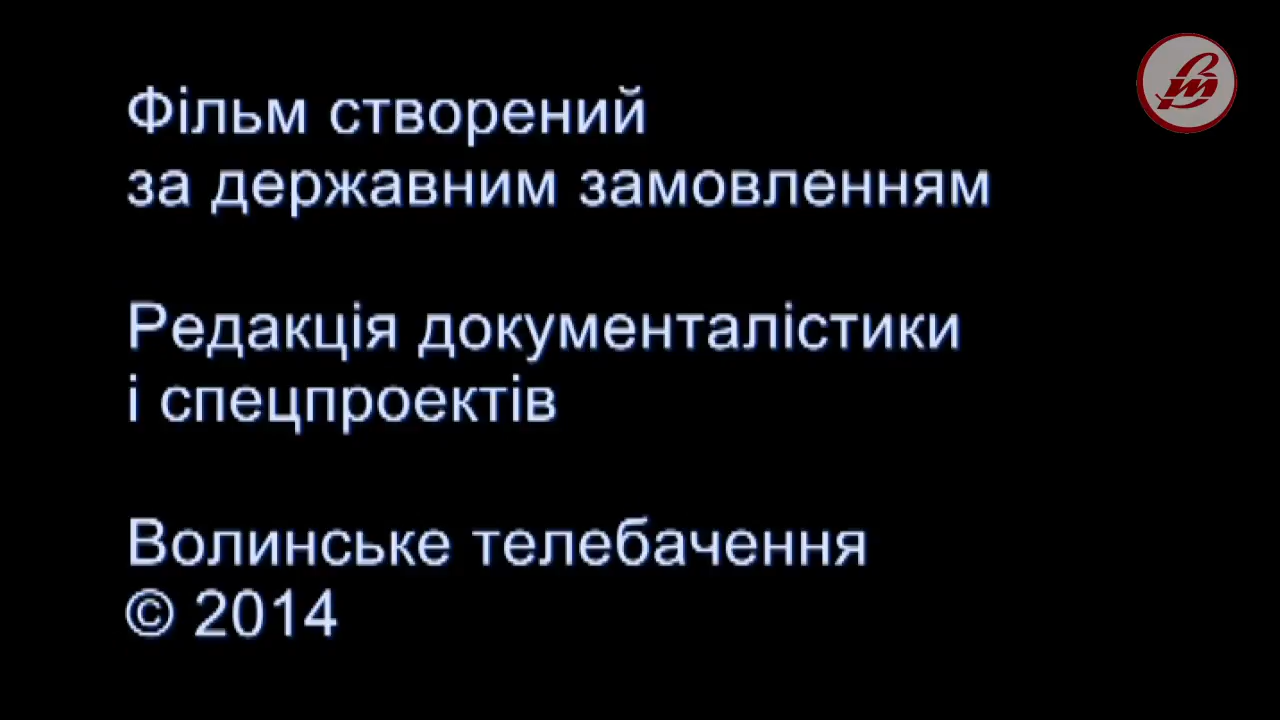 Фільм створений
за державним замовленням
Редакція документалістики
і спецпроектів
Волинське телебачення
© 2014